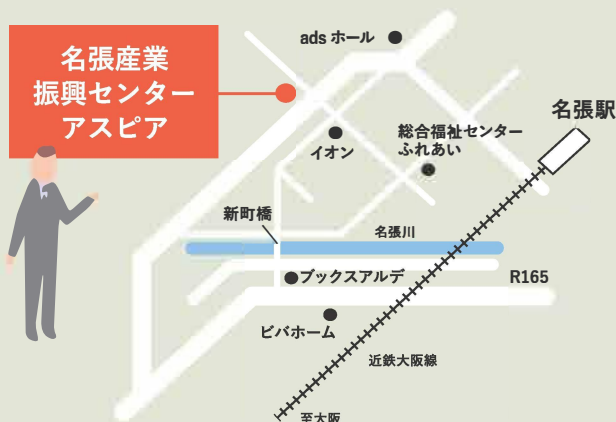 名張産業
振興センター
アスピア
adsホール
名張駅
総合福祉センター
ふれあい
イオン
新町橋
名張川
ブックスアルデ
R165
ビバホーム
近鉄大阪線
至大阪